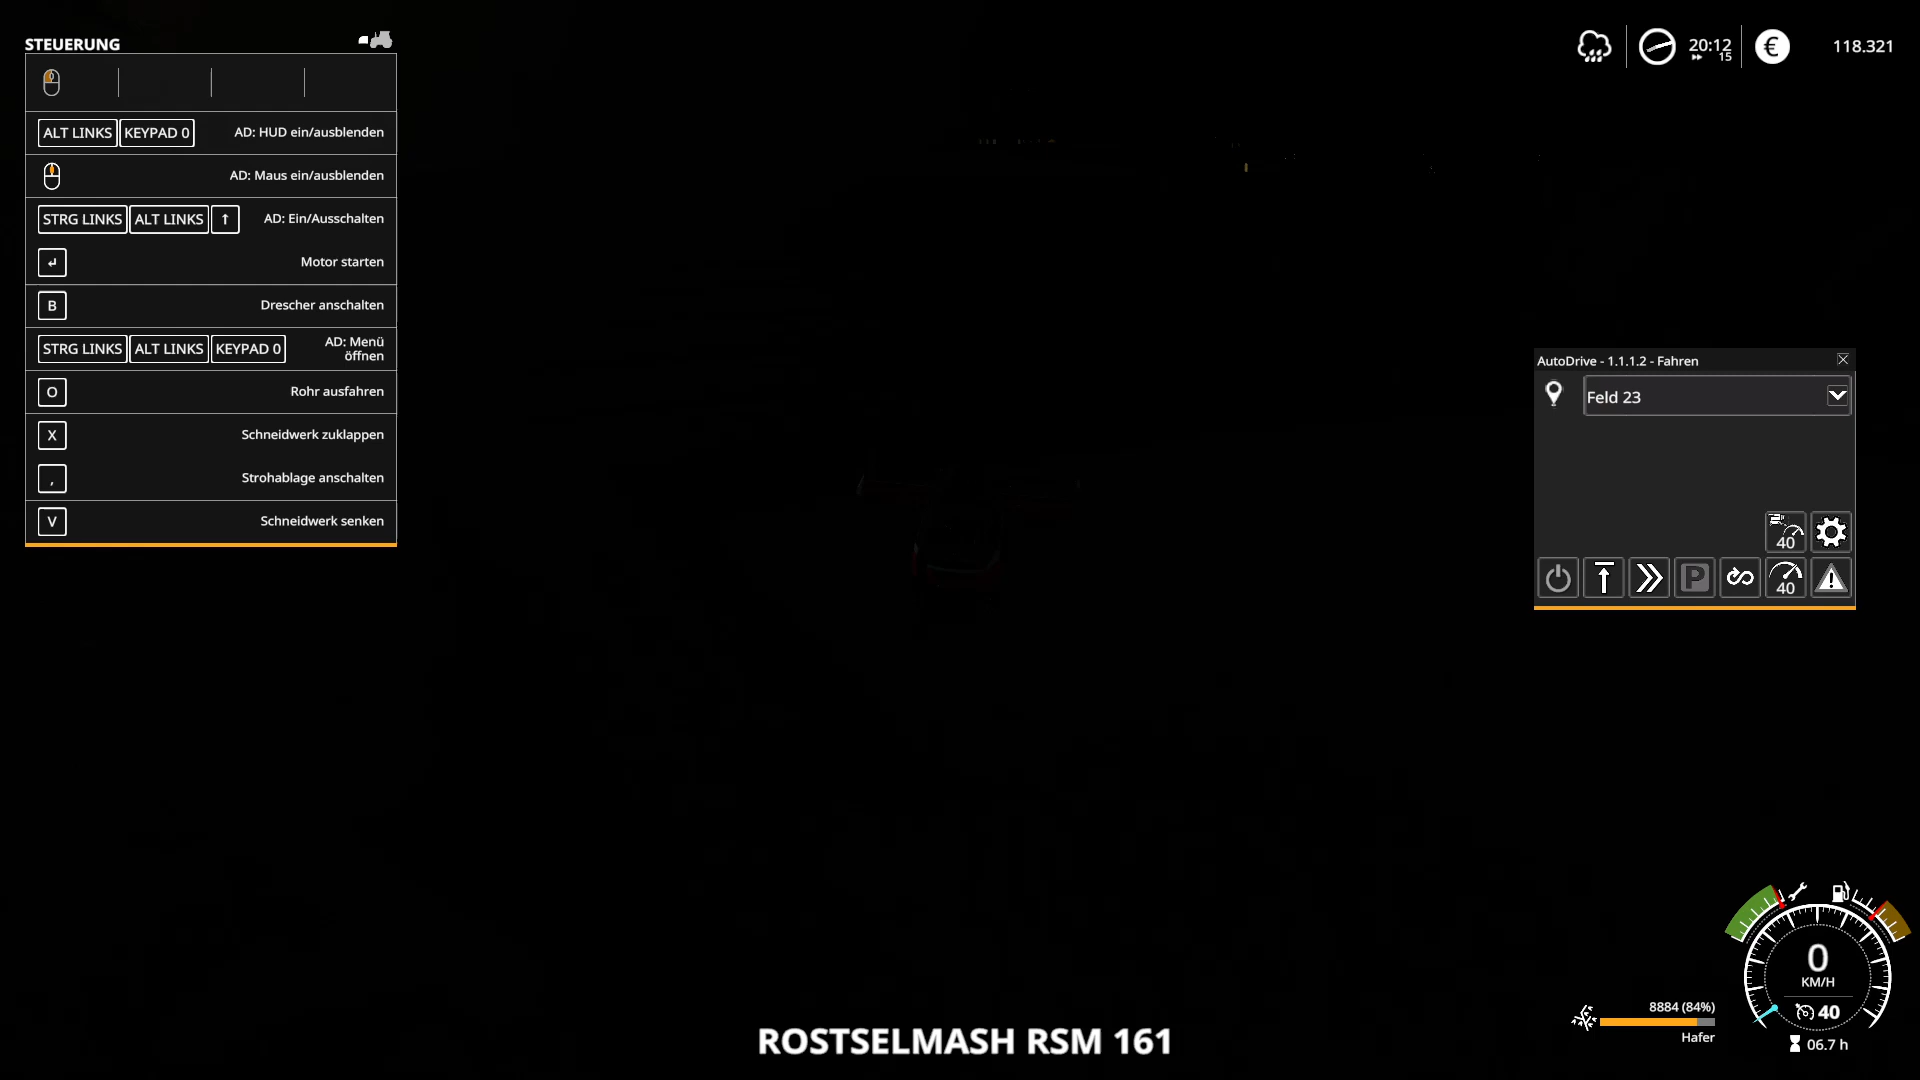 STEUERUNG
ALT LINKS KEYPAD 0 AD: HUD ein/ausblenden
AD: Maus ein/ausblenden
STRG LINKS ALT LINKS ↑ AD: Ein/Ausschalten
↵ Motor starten
B Drescher anschalten
STRG LINKS ALT LINKS KEYPAD 0 AD: Menü
öffnen
O Rohr ausfahren
X Schneidwerk zuklappen
, Strohablage anschalten
V Schneidwerk senken
20:12
15
€ 118.321
AutoDrive - 1.1.1.2 - Fahren
Feld 23
40
P 40
0
KM/H
40
06.7 h
8884 (84%)
Hafer
ROSTSELMASH RSM 161